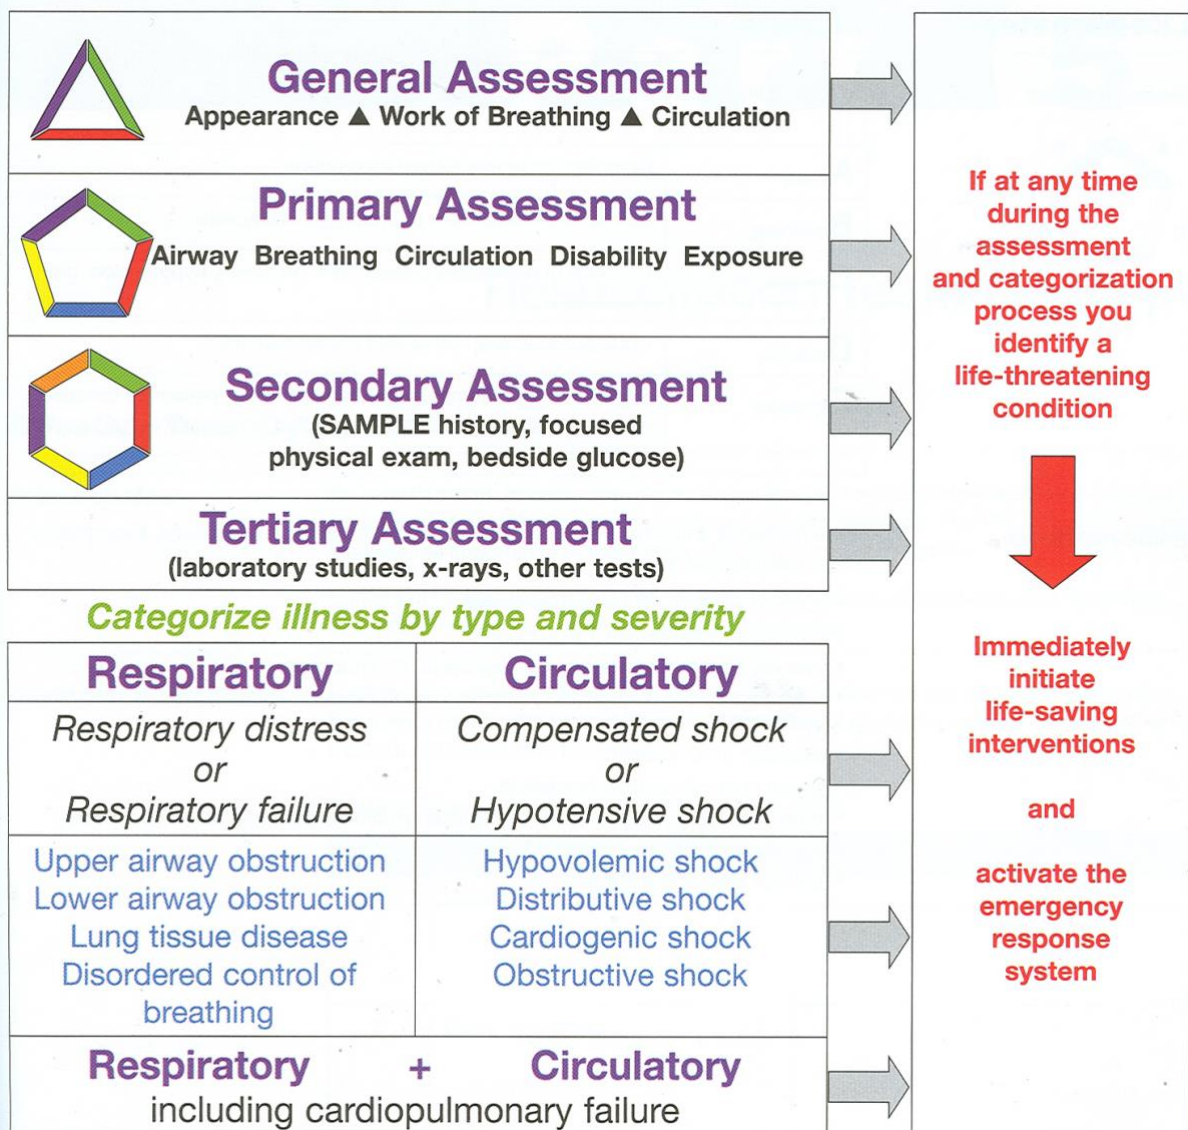 General Assessment
Appearance ▲ Work of Breathing ▲ Circulation
Primary Assessment
Airway Breathing Circulation Disability Exposure
Secondary Assessment
(SAMPLE history, focused
physical exam, bedside glucose)
Tertiary Assessment
(laboratory studies, x-rays, other tests)
Categorize illness by type and severity
Respiratory
Respiratory distress
or
Respiratory failure
Upper airway obstruction
Lower airway obstruction
Lung tissue disease
Disordered control of
breathing
Circulatory
Compensated shock
or
Hypotensive shock
Hypovolemic shock
Distributive shock
Cardiogenic shock
Obstructive shock
Respiratory + Circulatory
including cardiopulmonary failure
If at any time
during the
assessment
and categorization
process you
identify a
life-threatening
condition
Immediately
initiate
life-saving
interventions
and
activate the
emergency
response
system